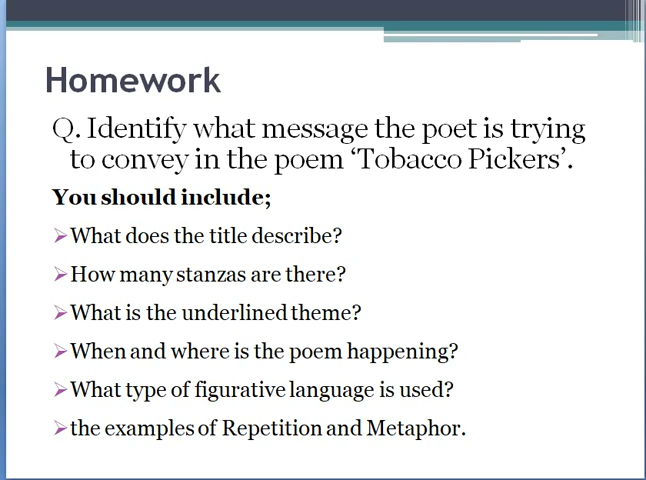 Homework
Q. Identify what message the poet is trying
to convey in the poem ‘Tobacco Pickers’.
You should include;
➢What does the title describe?
➢How many stanzas are there?
➢What is the underlined theme?
➢When and where is the poem happening?
➢What type of figurative language is used?
➢the examples of Repetition and Metaphor.